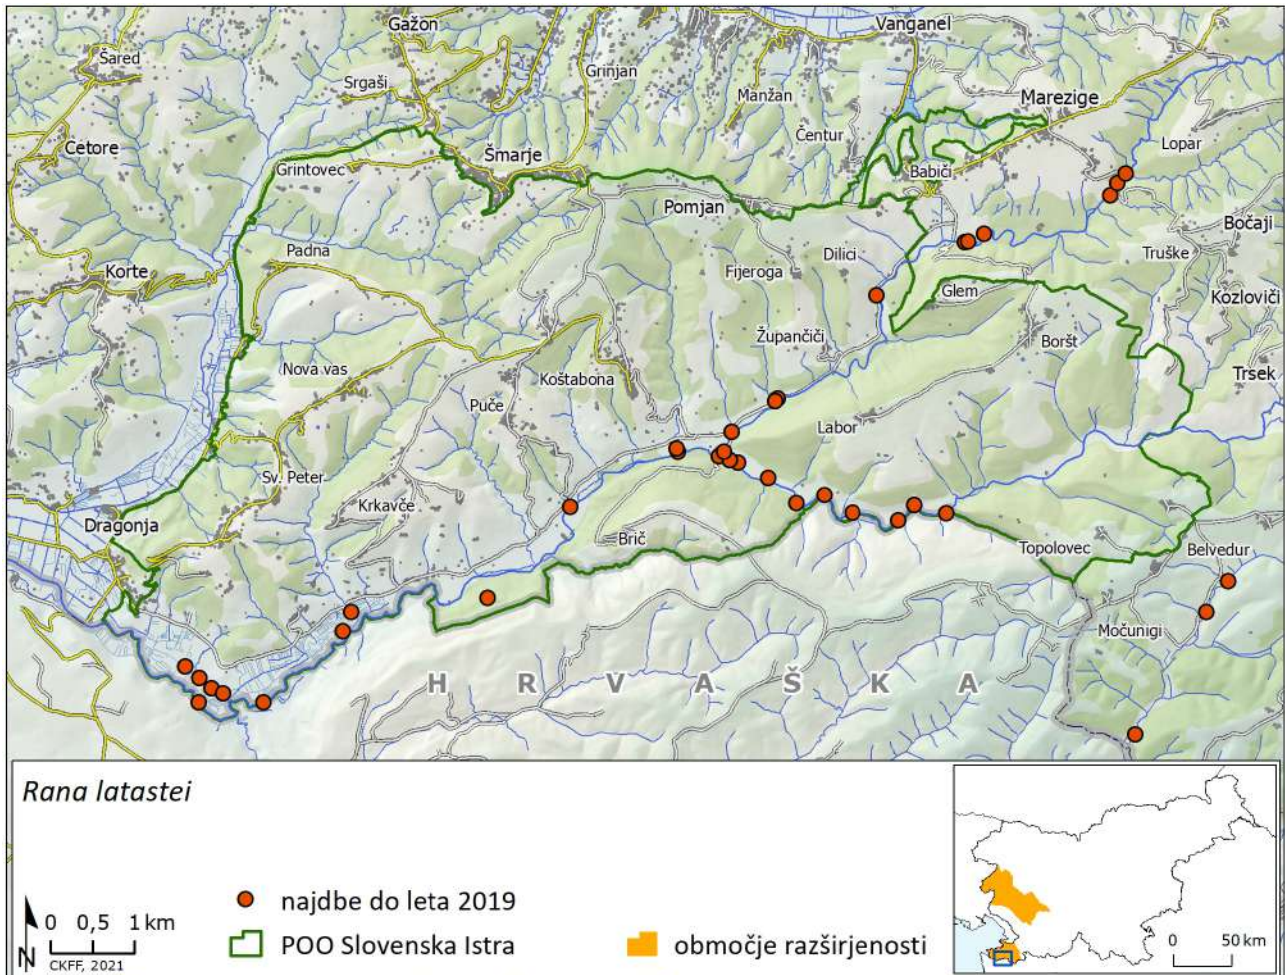 Gažon
Vanganel
Šared
Grinjan
Srgaši
Manžan
Marezige
Čentur
Cetore
Lopar
Šmarje
Grintovec
Babiči
Pomjan
Bočaji
Padna
Dilici
Truške
Korte
Fijeroga
Glem
Kozloviči
Župančiči
Boršt
Nova vas
Koštabona
Trsek
Puče
Labor
Sv. Peter
Krkavče
Dragonja
Brič
Topolovec
Belvedur
Močunigi
H R V A Š K A
Rana latastei
najdbe do leta 2019
0 0,5 1 km
POO Slovenska Istra
območje razširjenosti
0 50 km
N
CKFF, 2021